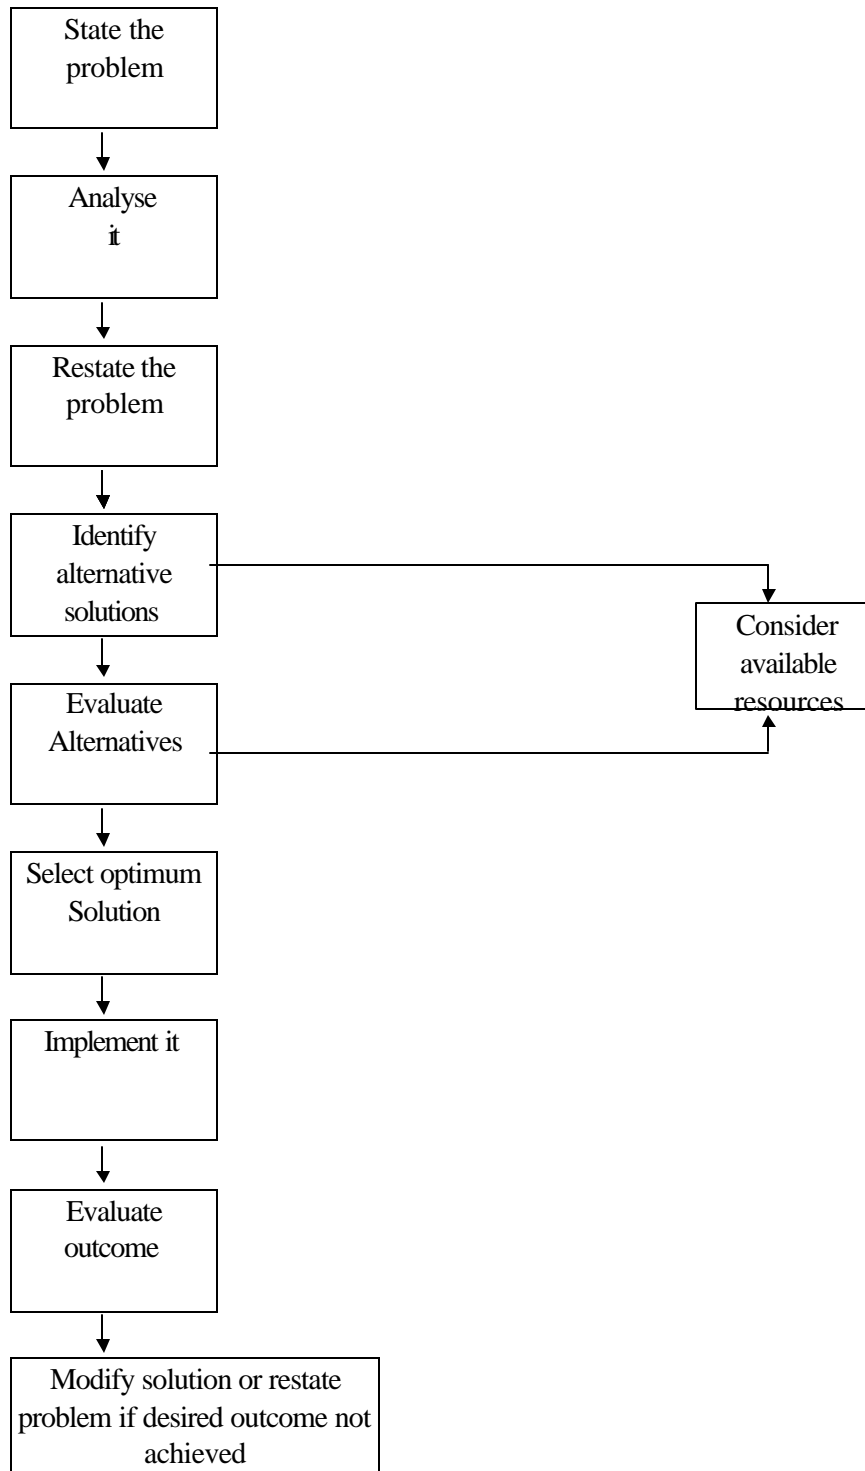 State the
problem
Analyse
it
Restate the
problem
Identify
alternative
solutions
Consider
available
resources
Evaluate
Alternatives
Select optimum
Solution
Implement it
Evaluate
outcome
Modify solution or restate
problem if desired outcome not
achieved